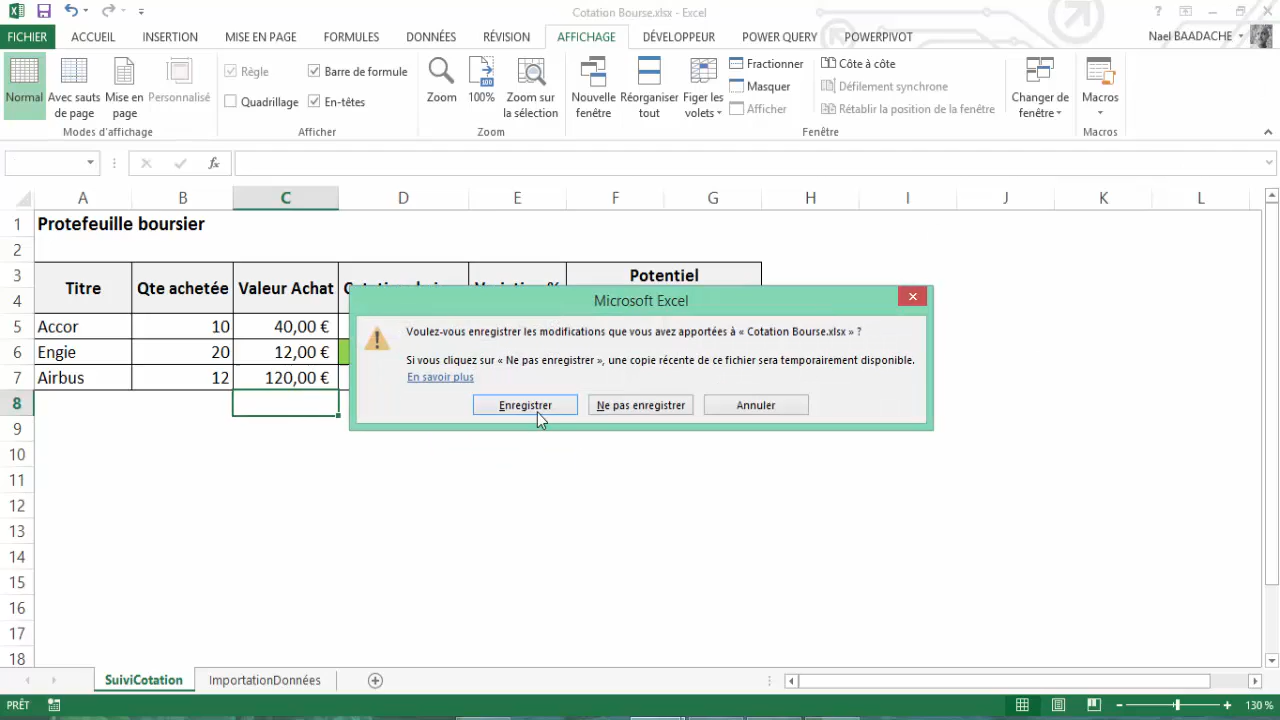 Cotation Bourse.xlsx - Excel
FICHIER ACCUEIL INSERTION MISE EN PAGE FORMULES DONNÉES RÉVISION AFFICHAGE DÉVELOPPEUR POWER QUERY POWERPIVOT Nael BAADACHE
Normal
Avec sauts de page
Mise en page
Personnalisé
Modes d'affichage
Règle
Barre de formule
Quadrillage
En-têtes
Afficher
Zoom
100%
Zoom sur la sélection
Zoom
Nouvelle fenêtre
Réorganiser tout
Figer les volets
Fractionner
Masquer
Afficher
Côte à côte
Défilement synchrone
Rétablir la position de la fenêtre
Changer de fenêtre
Fenêtre
Macros
Macros
fx
A B C D E F G H I J K L
1 Protefeuille boursier
2
3 Potentiel
4 Titre Qte achetée Valeur Achat
5 Accor 10 40,00 €
6 Engie 20 12,00 €
7 Airbus 12 120,00 €
8
9
10
11
12
13
14
15
16
17
18
Microsoft Excel
Voulez-vous enregistrer les modifications que vous avez apportées à « Cotation Bourse.xlsx » ?
Si vous cliquez sur « Ne pas enregistrer », une copie récente de ce fichier sera temporairement disponible.
En savoir plus
Enregistrer Ne pas enregistrer Annuler
SuiviCotation ImportationDonnées
PRÊT 130 %